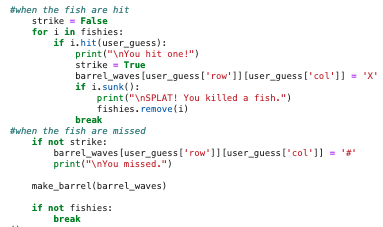 #when the fish are hit
    strike = False
    for i in fishies:
        if i.hit(user_guess):
            print("\nYou hit one!")
            strike = True
            barrel_waves[user_guess['row']][user_guess['col']] = 'X'
            if i.sunk():
                print("\nSPLAT! You killed a fish.")
                fishies.remove(i)
            break
#when the fish are missed
    if not strike:
        barrel_waves[user_guess['row']][user_guess['col']] = '#'
        print("\nYou missed.")

    make_barrel(barrel_waves)

    if not fishies:
        break